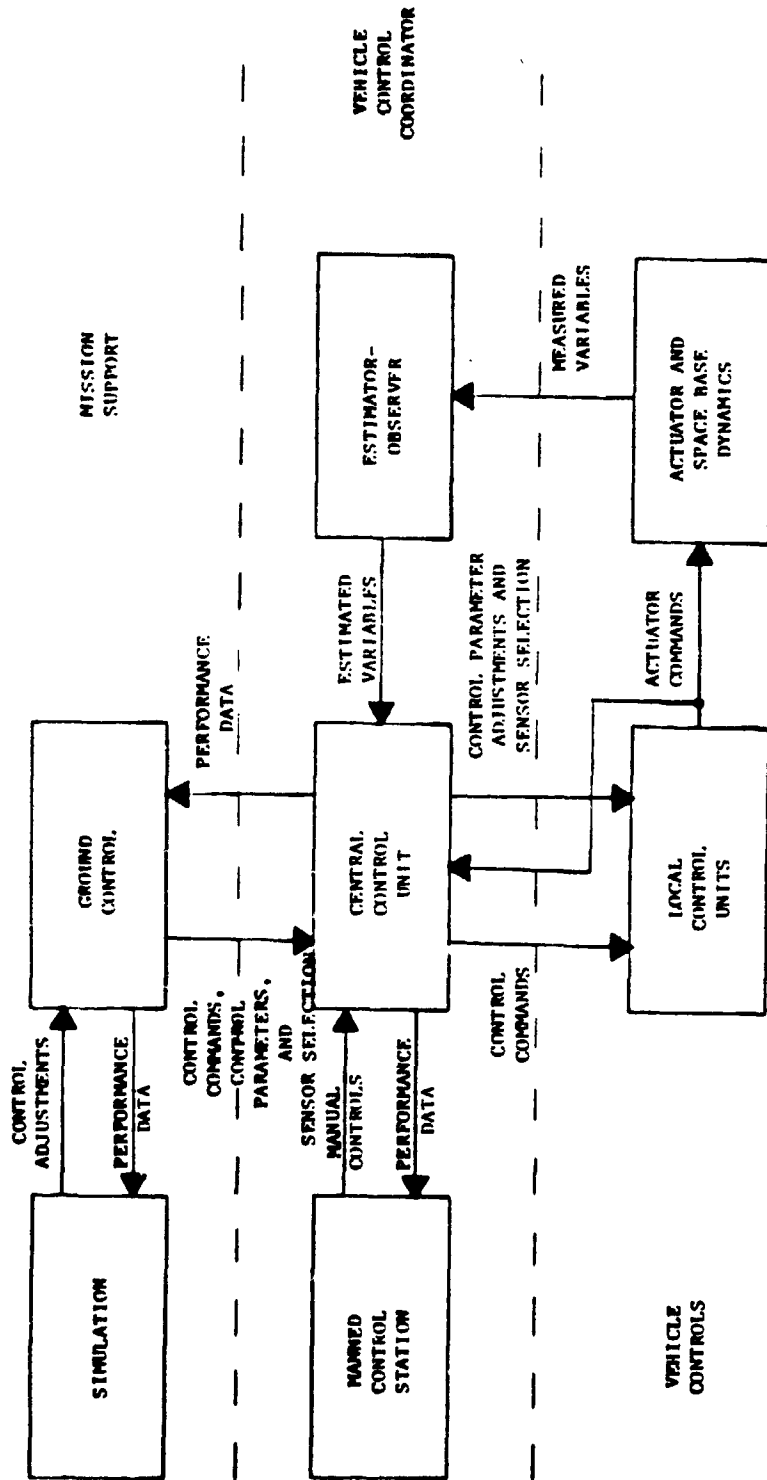 MISSION
SUPPORT
SIMULATION
CONTROL
ADJUSTMENTS
PERFORMANCE
DATA
GROUND
CONTROL
CONTROL
COMMANDS,
CONTROL
PARAMETERS,
AND
SENSOR SELECTION
PERFORMANCE
DATA
VEHICLE
CONTROL
COORDINATOR
MANNED
CONTROL
STATION
MANUAL
CONTROLS
PERFORMANCE
DATA
CENTRAL
CONTROL
UNIT
ESTIMATED
VARIABLES
ESTIMATOR-
OBSERVER
CONTROL
COMMANDS
CONTROL PARAMETER
ADJUSTMENTS AND
SENSOR SELECTION
MEASURED
VARIABLES
VEHICLE
CONTROLS
LOCAL
CONTROL
UNITS
ACTUATOR
COMMANDS
ACTUATOR AND
SPACE BASE
DYNAMICS